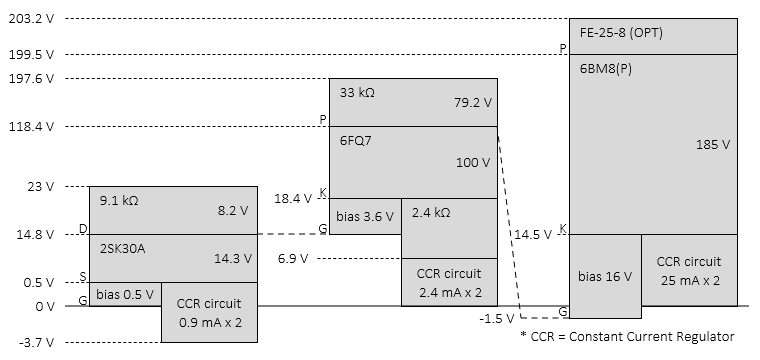 203.2 V
FE-25-8 (OPT)
P
199.5 V
6BM8(P)
197.6 V
33 kΩ
79.2 V
P
118.4 V
6FQ7
185 V
100 V
23 V
K
18.4 V
9.1 kΩ
8.2 V
bias 3.6 V
2.4 kΩ
D
14.8 V
G
14.5 V
K
2SK30A
14.3 V
6.9 V
CCR circuit
2.4 mA x 2
bias 16 V
CCR circuit
25 mA x 2
S
0.5 V
bias 0.5 V
G
0 V
CCR circuit
0.9 mA x 2
-1.5 V
G
-3.7 V
* CCR = Constant Current Regulator